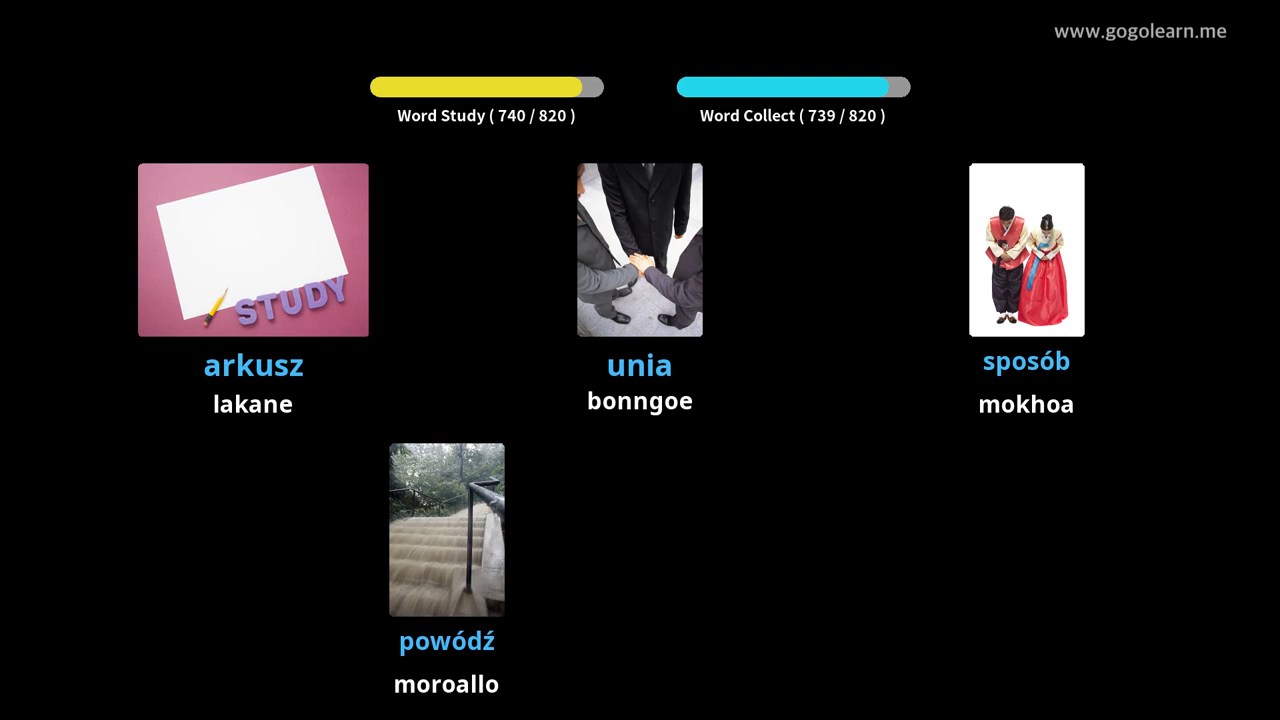 www.gogolearn.me
Word Study ( 740 / 820 )
Word Collect ( 739 / 820 )
STUDY
arkusz
unia
sposób
lakane
bonngoe
mokhoa
powódź
moroallo